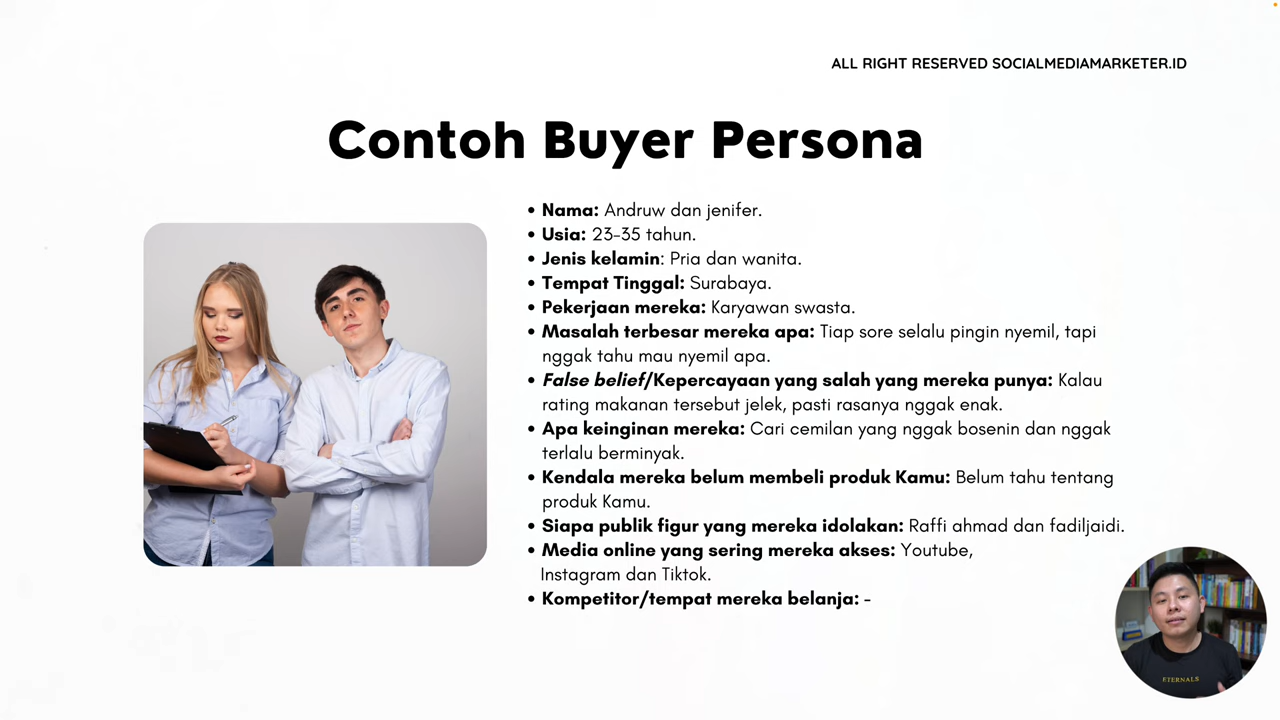 ALL RIGHT RESERVED SOCIALMEDIAMARKETER.ID
Contoh Buyer Persona
• Nama: Andruw dan jenifer.
• Usia: 23-35 tahun.
• Jenis kelamin: Pria dan wanita.
• Tempat Tinggal: Surabaya.
• Pekerjaan mereka: Karyawan swasta.
• Masalah terbesar mereka apa: Tiap sore selalu pingin nyemil, tapi
nggak tahu mau nyemil apa.
• False belief/Kepercayaan yang salah yang mereka punya: Kalau
rating makanan tersebut jelek, pasti rasanya nggak enak.
• Apa keinginan mereka: Cari cemilan yang nggak bosenin dan nggak
terlalu berminyak.
• Kendala mereka belum membeli produk Kamu: Belum tahu tentang
produk Kamu.
• Siapa publik figur yang mereka idolakan: Raffi ahmad dan fadiljaidi.
• Media online yang sering mereka akses: Youtube,
Instagram dan Tiktok.
• Kompetitor/tempat mereka belanja: -
ETERNALS